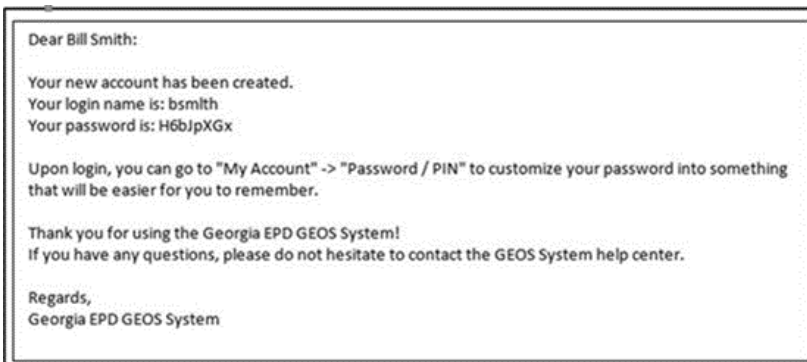 Dear Bill Smith:
Your new account has been created.
Your login name is: bsmlth
Your password is: H6bJpXGx
Upon login, you can go to "My Account" -> "Password / PIN" to customize your password into something
that will be easier for you to remember.
Thank you for using the Georgia EPD GEOS System!
If you have any questions, please do not hesitate to contact the GEOS System help center.
Regards,
Georgia EPD GEOS System